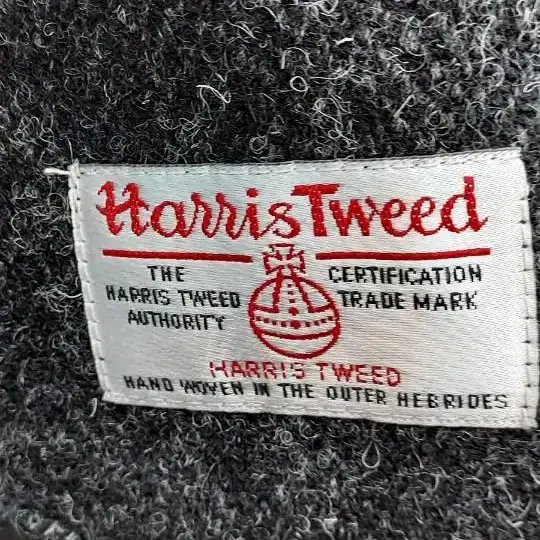 Harris Tweed
THE
HARRIS TWEED
AUTHORITY
CERTIFICATION
TRADE MARK
HARRIS TWEED
HAND WOVEN IN THE OUTER HEBRIDES